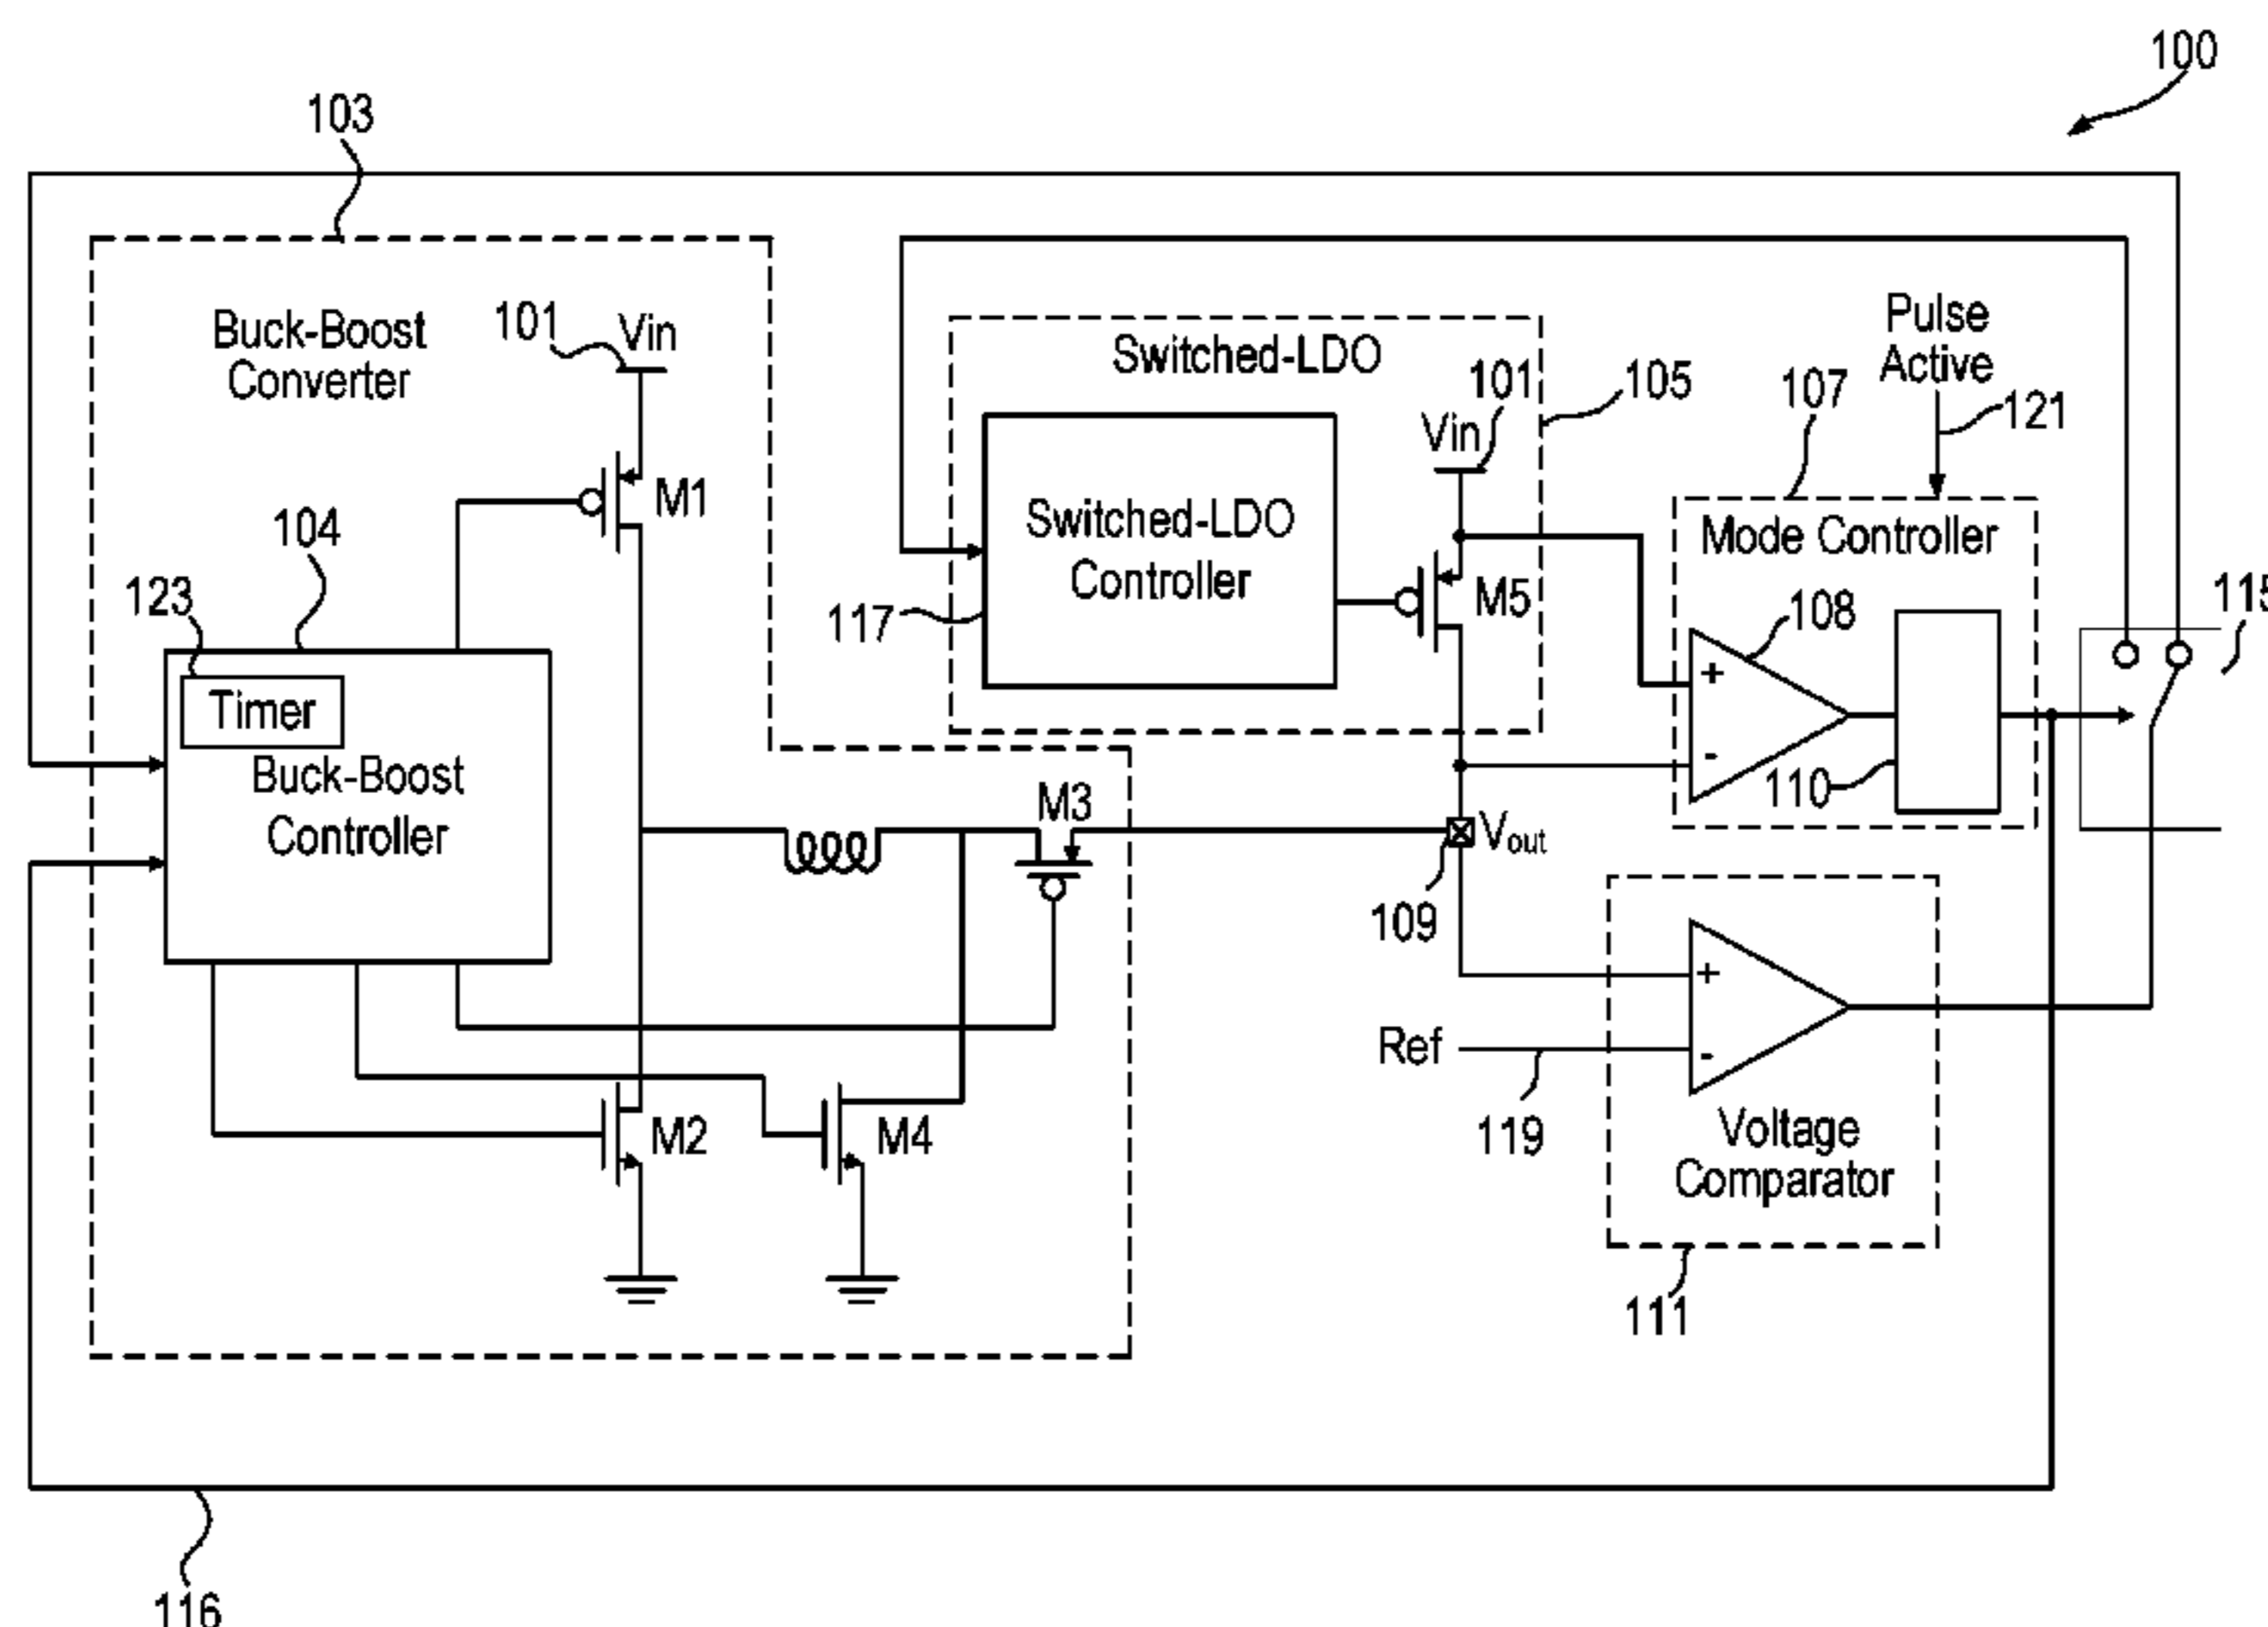 100
103
Buck-Boost
Converter
101
Vin
Switched-LDO
Pulse
Active
101
Vin
105
107
121
M1
104
Switched-LDO
Controller
Mode Controller
123
M5
108
115
117
Timer
+
Buck-Boost
Controller
-
110
M3
Vout
109
+
Ref
-
119
M2
M4
Voltage
Comparator
111
116